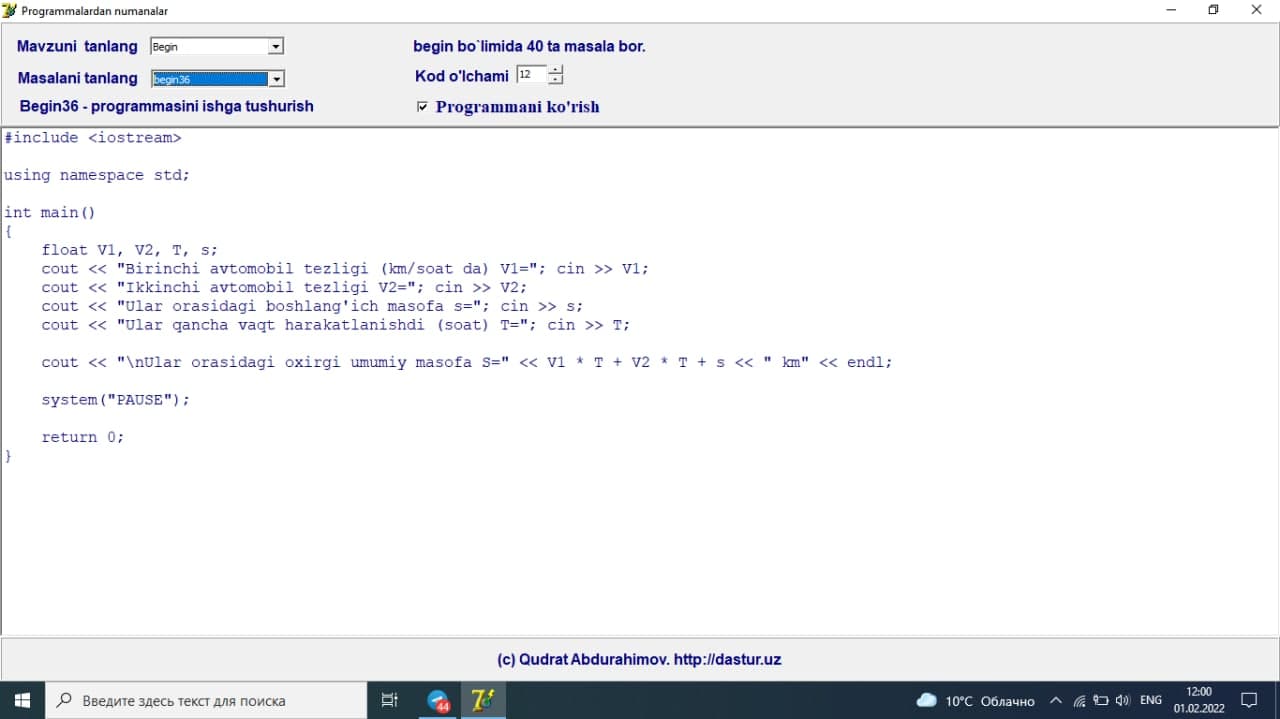 Programmalardan numanalar
Mavzuni tanlang Begin begin bo`limida 40 ta masala bor.
Masalani tanlang begin36 Kod o'lchami 12
Begin36 - programmasini ishga tushurish Programmani ko'rish
#include <iostream>
using namespace std;
int main()
{
float V1, V2, T, s;
cout << "Birinchi avtomobil tezligi (km/soat da) V1="; cin >> V1;
cout << "Ikkinchi avtomobil tezligi V2="; cin >> V2;
cout << "Ular orasidagi boshlang'ich masofa s="; cin >> s;
cout << "Ular qancha vaqt harakatlanishdi (soat) T="; cin >> T;
cout << "\nUlar orasidagi oxirgi umumiy masofa S=" << V1 * T + V2 * T + s << " km" << endl;
system("PAUSE");
return 0;
}
(c) Qudrat Abdurahimov. http://dastur.uz
Введите здесь текст для поиска 44 10°C Облачно ENG 12:00
01.02.2022